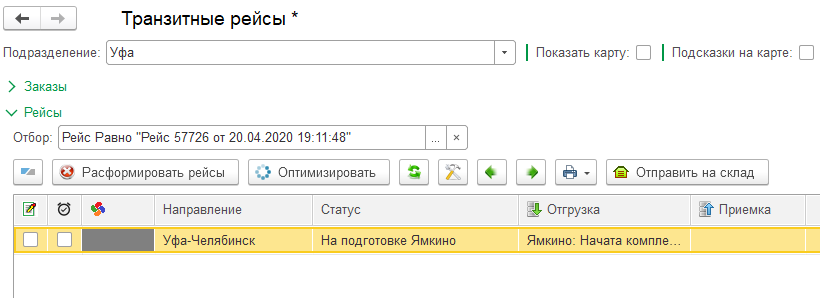 Транзитные рейсы *
Подразделение: Уфа Показать карту: Подсказки на карте:
Заказы
Рейсы
Отбор: Рейс Равно "Рейс 57726 от 20.04.2020 19:11:48" ... ×
Расформировать рейсы Оптимизировать Отправить на склад
Направление Статус Отгрузка Приемка
Уфа-Челябинск На подготовке Ямкино Ямкино: Начата компле...